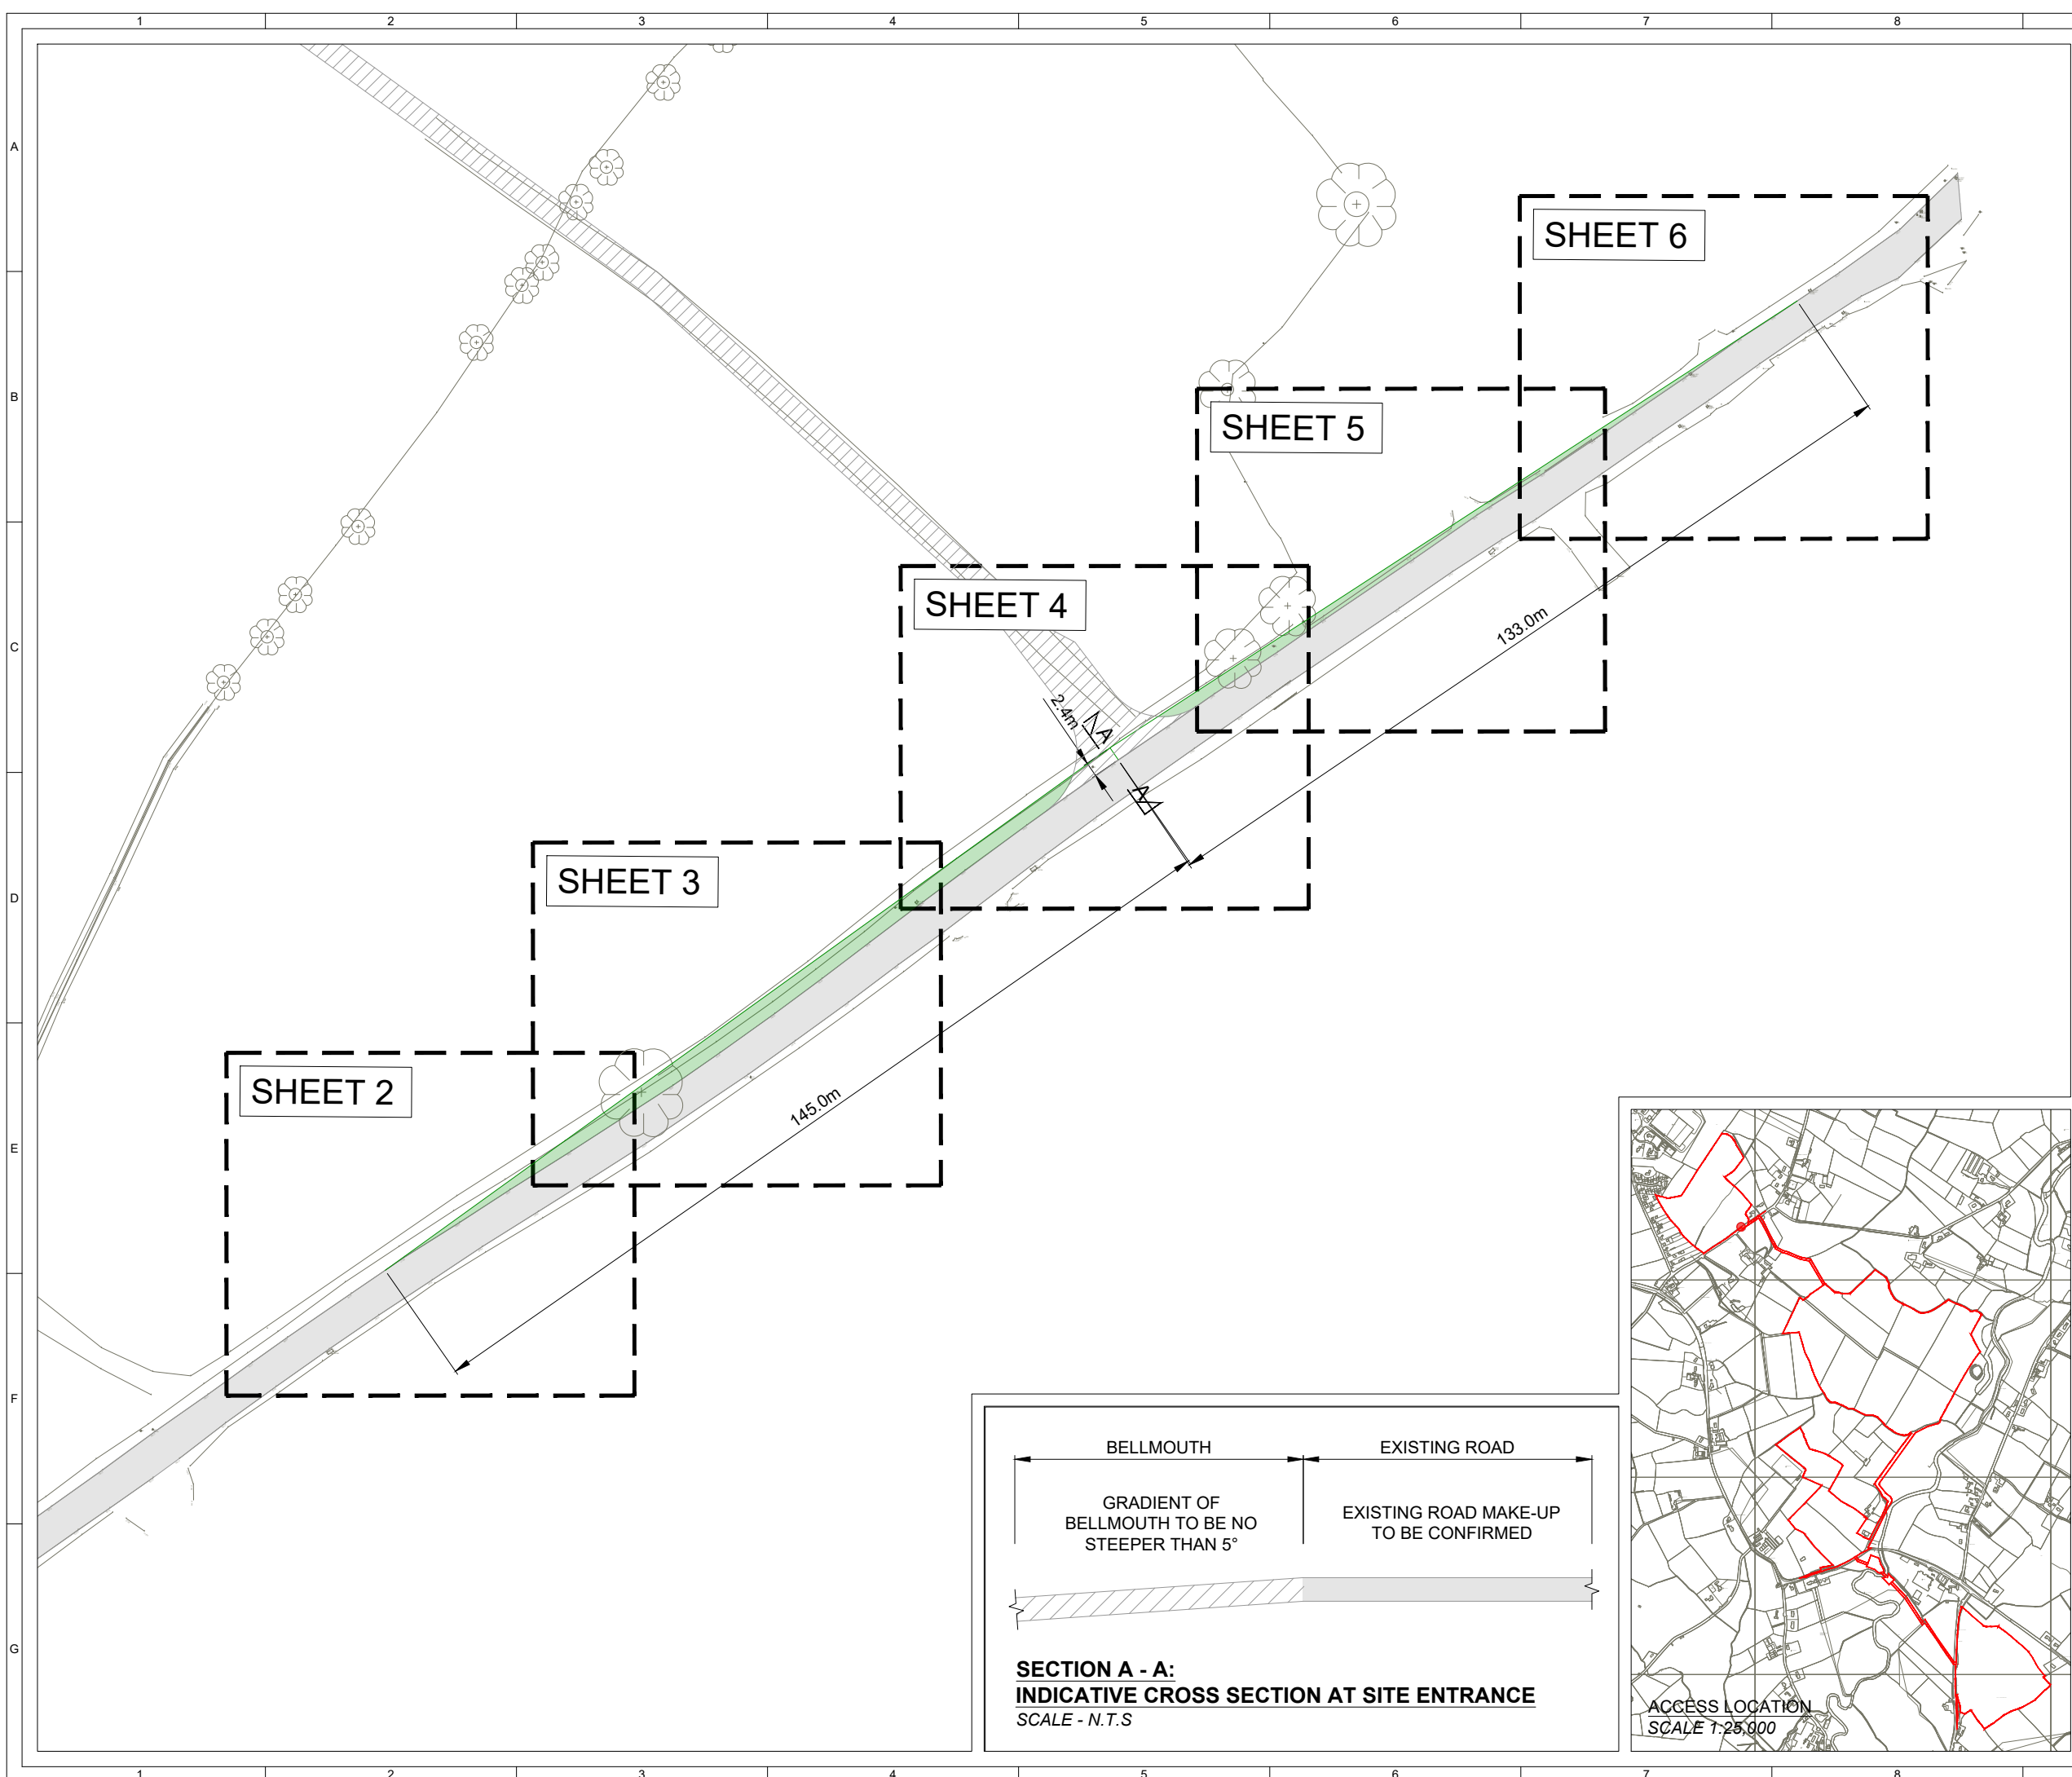 1 2 3 4 5 6 7 8
A
B
C
D
E
F
G
SHEET 6
SHEET 5
SHEET 4
133.0m
2.4m
A
A
SHEET 3
SHEET 2
145.0m
BELLMOUTH
EXISTING ROAD
GRADIENT OF
BELLMOUTH TO BE NO
STEEPER THAN 5°
EXISTING ROAD MAKE-UP
TO BE CONFIRMED
SECTION A - A:
INDICATIVE CROSS SECTION AT SITE ENTRANCE
SCALE - N.T.S
ACCESS LOCATION
SCALE 1:25,000
1 2 3 4 5 6 7 8